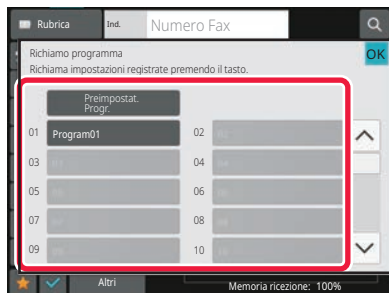 Rubrica
Ind.
Numero Fax
Richiamo programma
OK
Richiama impostazioni registrate premendo il tasto.
Preimpostat.
Progr.
01 Program01 02
03 04
05 06
07 08
09 10
Altri
Memoria ricezione: 100%